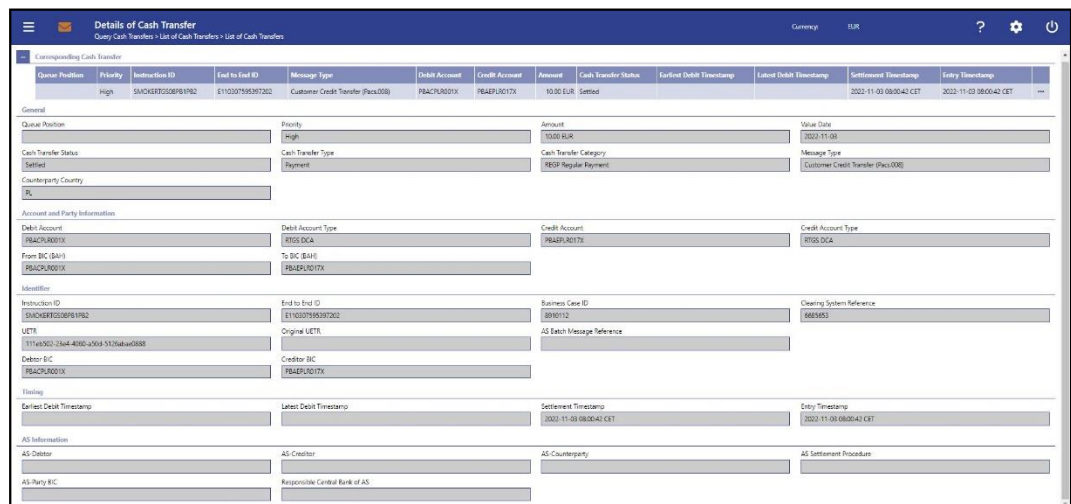 Details of Cash Transfer
Query Cash Transfers > List of Cash Transfers > List of Cash Transfers
Currency: EUR
?
Corresponding Cash Transfer
Queue Position Priority Instruction ID End to End ID Message Type Debit Account Credit Account Amount Cash Transfer Status Earliest Debit Timestamp Latest Debit Timestamp Settlement Timestamp Entry Timestamp
High SMOKERTGS08PB1PB2 E110307595397202 Customer Credit Transfer (Pacs.008) PBACPLR001X PBAEPLR017X 10.00 EUR Settled 2022-11-03 08:00:42 CET 2022-11-03 08:00:42 CET
General
Queue Position Priority Amount Value Date
High 10.00 EUR 2022-11-03
Cash Transfer Status Cash Transfer Type Cash Transfer Category Message Type
Settled Payment REGP Regular Payment Customer Credit Transfer (Pacs.008)
Counterparty Country
PL
Account and Party Information
Debit Account Debit Account Type Credit Account Credit Account Type
PBACPLR001X RTGS DCA PBAEPLR017X RTGS DCA
From BIC (BAH) To BIC (BAH)
PBACPLR001X PBAEPLR017X
Identifier
Instruction ID End to End ID Business Case ID Clearing System Reference
SMOKERTGS08PB1PB2 E110307595397202 8910112 6685653
UETR Original UETR AS Batch Message Reference
Debtor BIC Creditor BIC
PBACPLR001X PBAEPLR017X
Timing
Earliest Debit Timestamp Latest Debit Timestamp Settlement Timestamp Entry Timestamp
2022-11-03 08:00:42 CET 2022-11-03 08:00:42 CET
AS Information
AS-Debtor AS-Creditor AS-Counterparty AS Settlement Procedure
AS-Party BIC Responsible Central Bank of AS